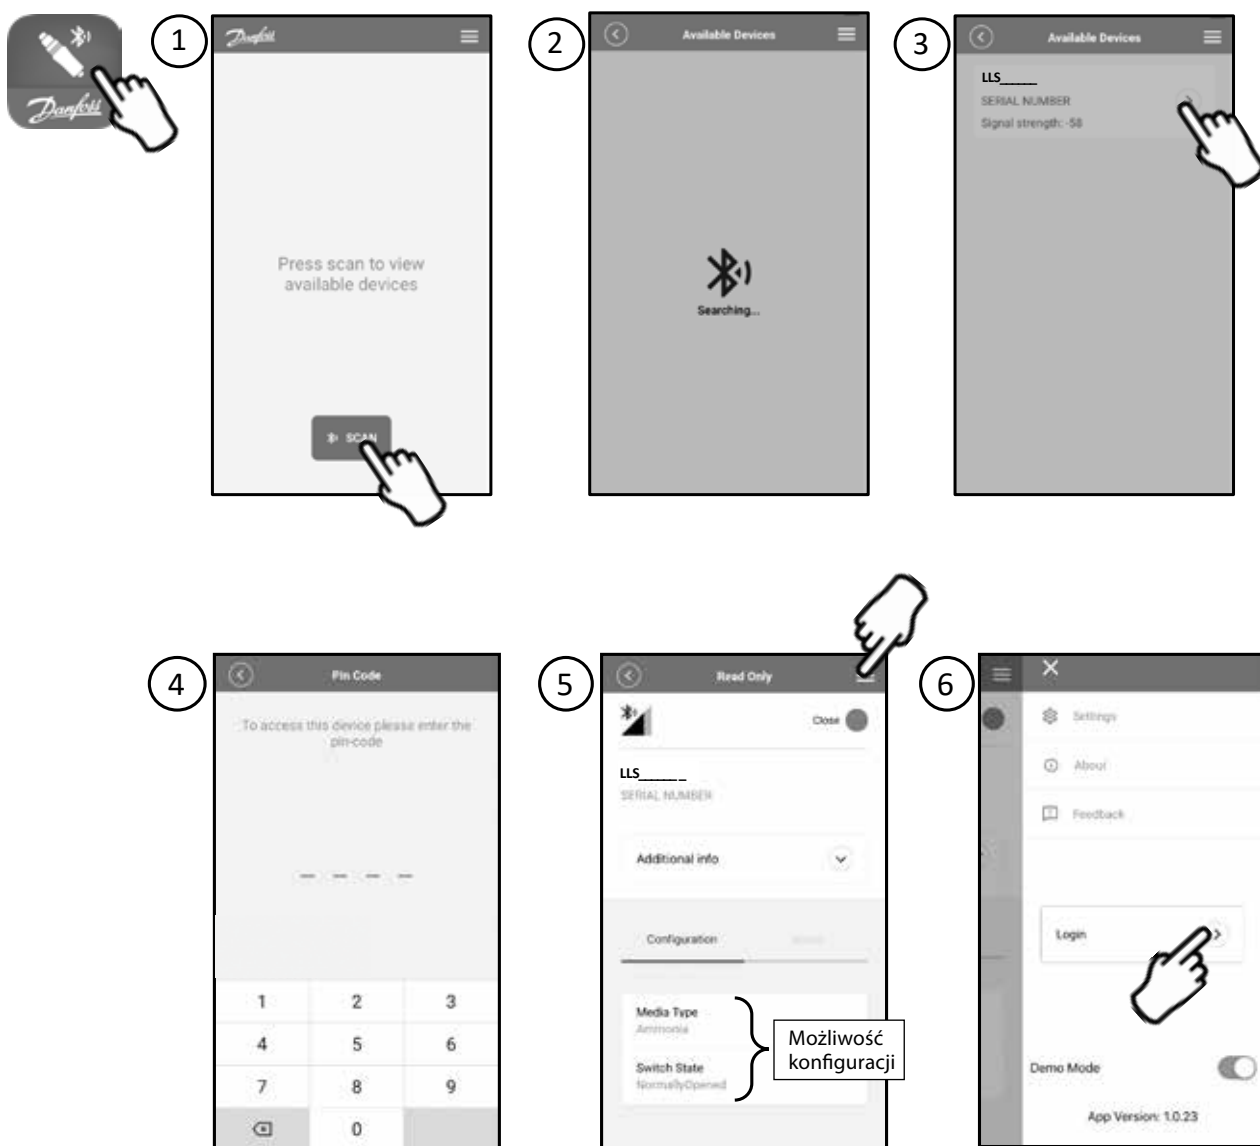 Danfoss
1
Danfoss
Press scan to view
available devices
SCAN
2
Available Devices
Searching...
3
Available Devices
LLS______
SERIAL NUMBER
Signal strength: -58
4
Pin Code
To access this device please enter the
pin-code
1 2 3
4 5 6
7 8 9
0
5
Read Only
Close
LLS_______
SERIAL NUMBER
Additional info
Configuration
Media Type
Ammonia
Switch State
NormallyOpened
Możliwość
konfiguracji
6
Settings
About
Feedback
Login
Demo Mode
App Version: 1.0.23